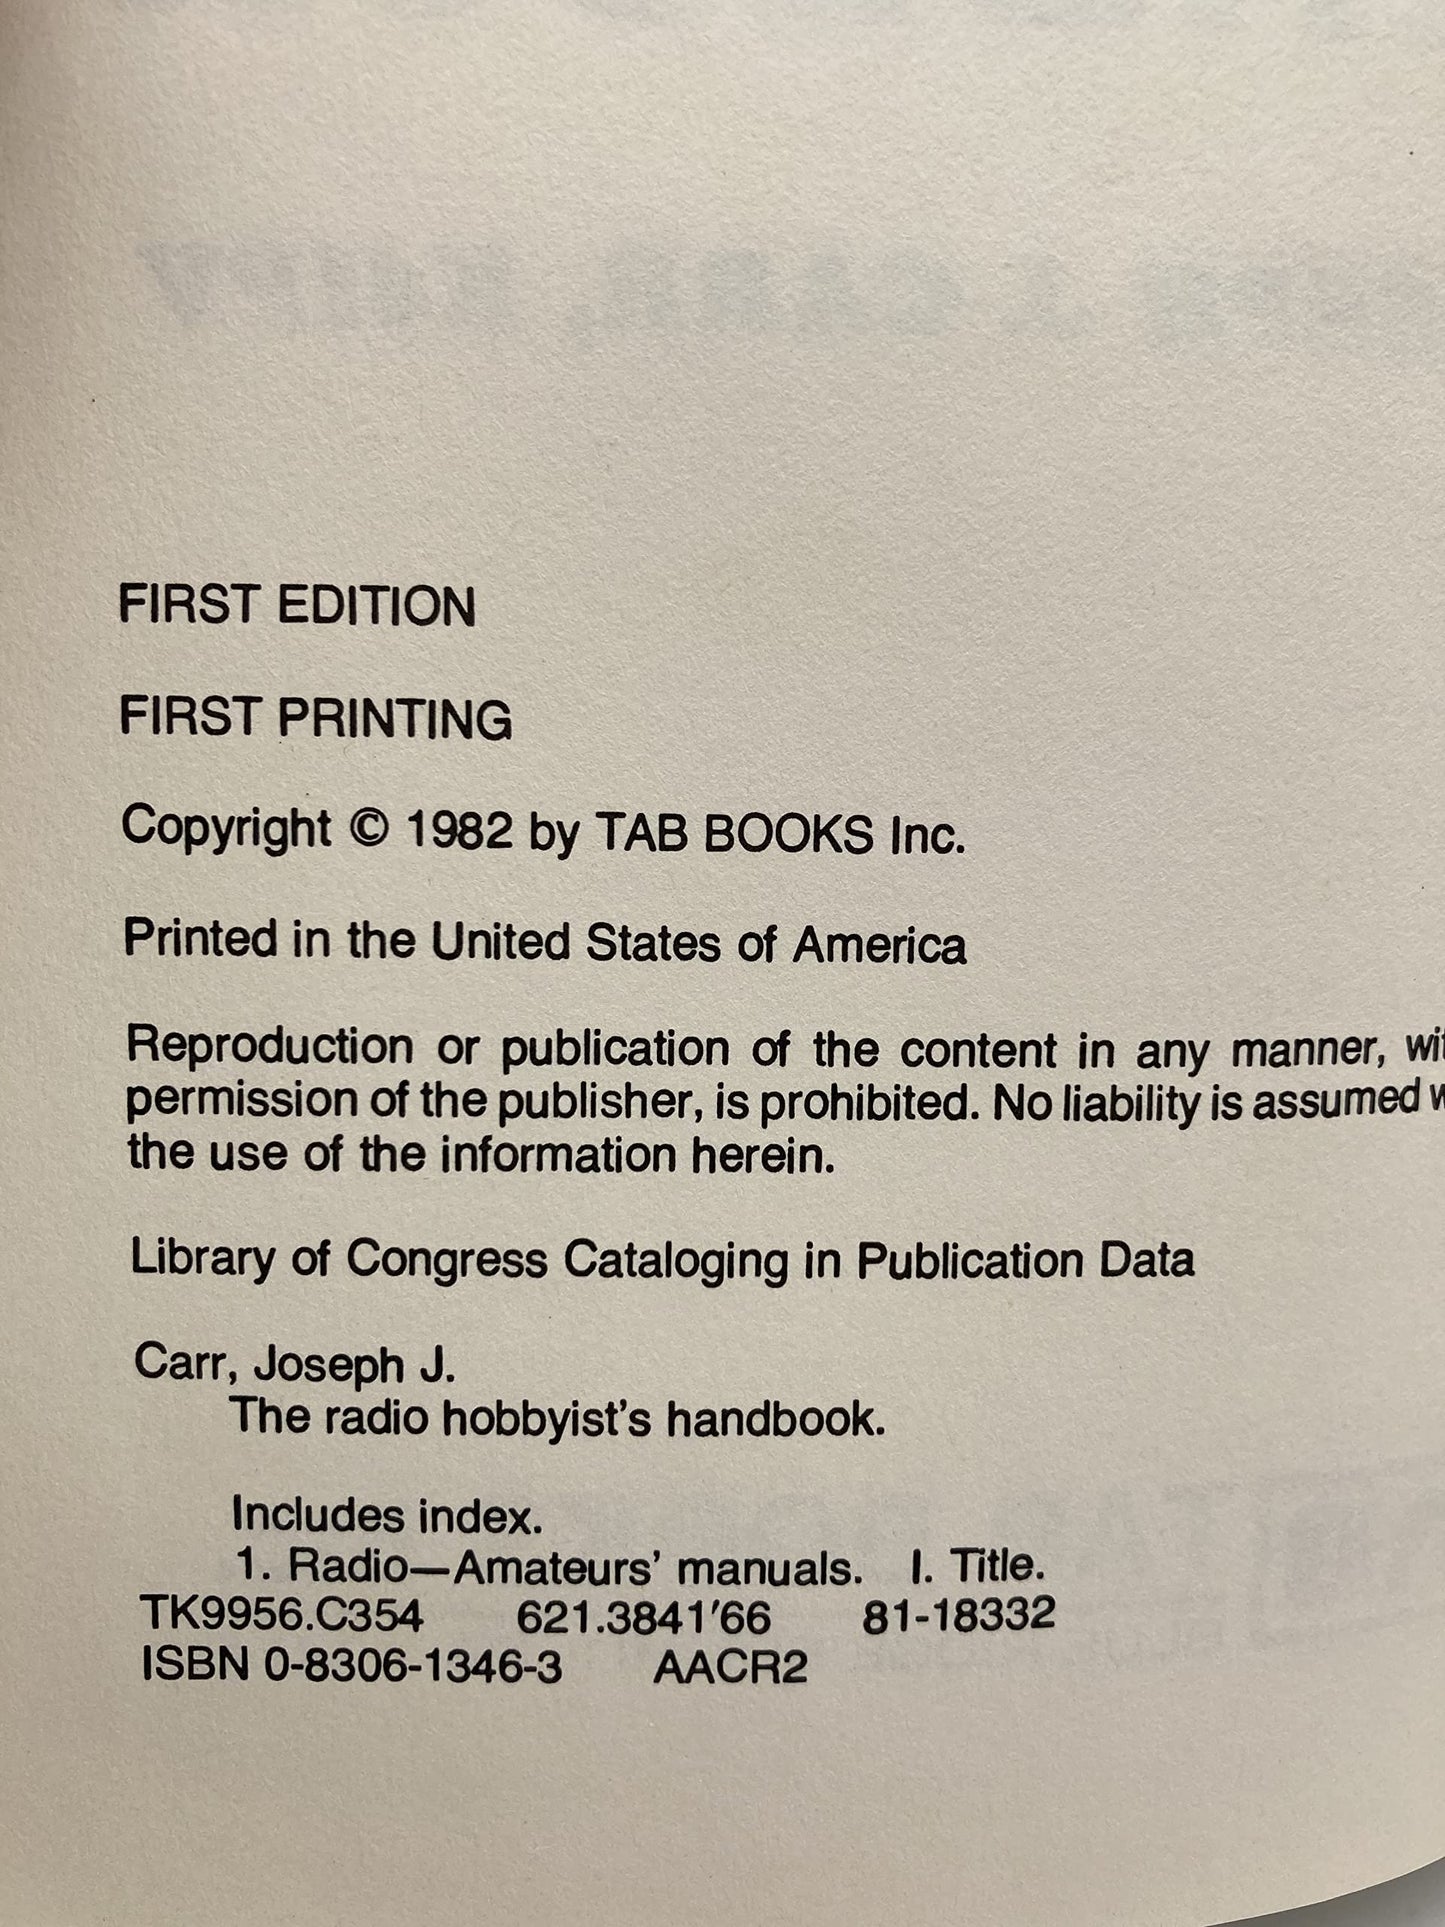 FIRST EDITION
FIRST PRINTING
Copyright © 1982 by TAB BOOKS Inc.
Printed in the United States of America
Reproduction or publication of the content in any manner,
permission of the publisher, is prohibited. No liability is assumed
the use of the information herein.
Library of Congress Cataloging in Publication Data
Carr, Joseph J.
The radio hobbyist's handbook.
Includes index.
1. Radio—Amateurs' manuals. I. Title.
TK9956.C354 621.3841'66 81-18332
ISBN 0-8306-1346-3 AACR2